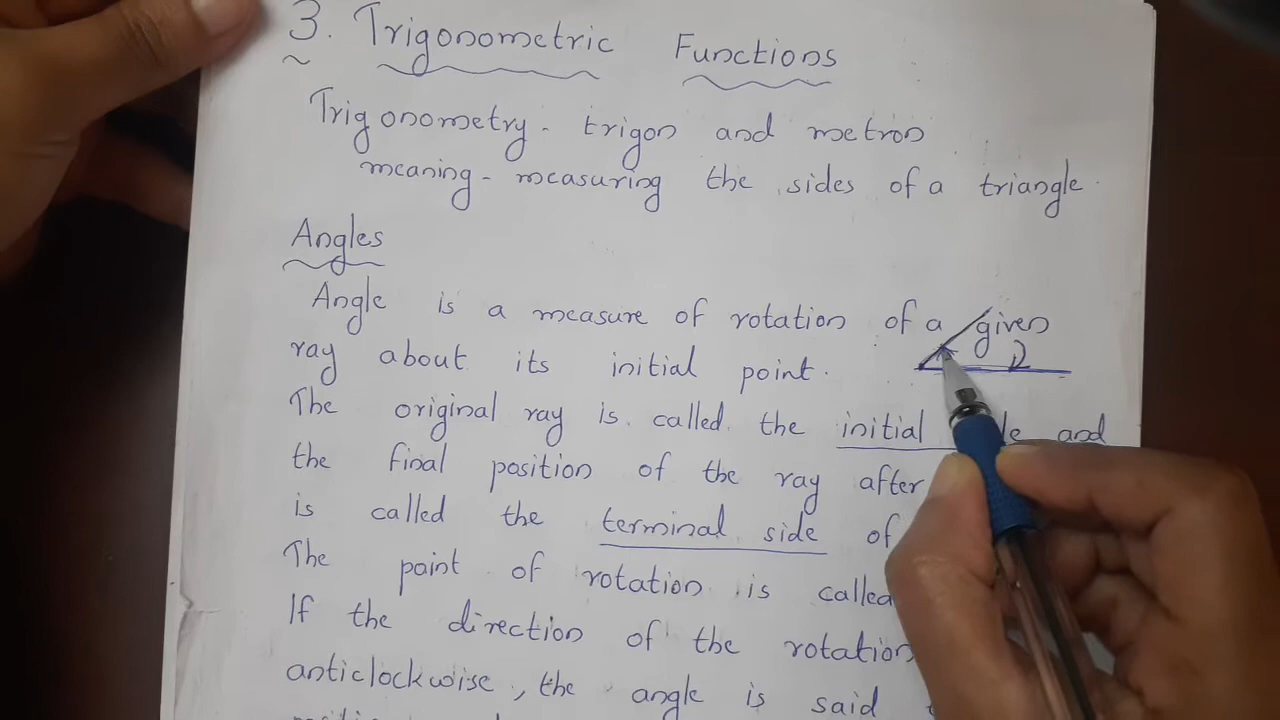 3. Trigonometric Functions
Trigonometry - trigon and metron
meaning - measuring the sides of a triangle.
Angles
Angle is a measure of rotation of a given
ray about its initial point.
The original ray is called the initial and
the final position of the ray after
is called the terminal side of
The point of rotation is called
If the direction of the rotation
anticlockwise, the angle is said